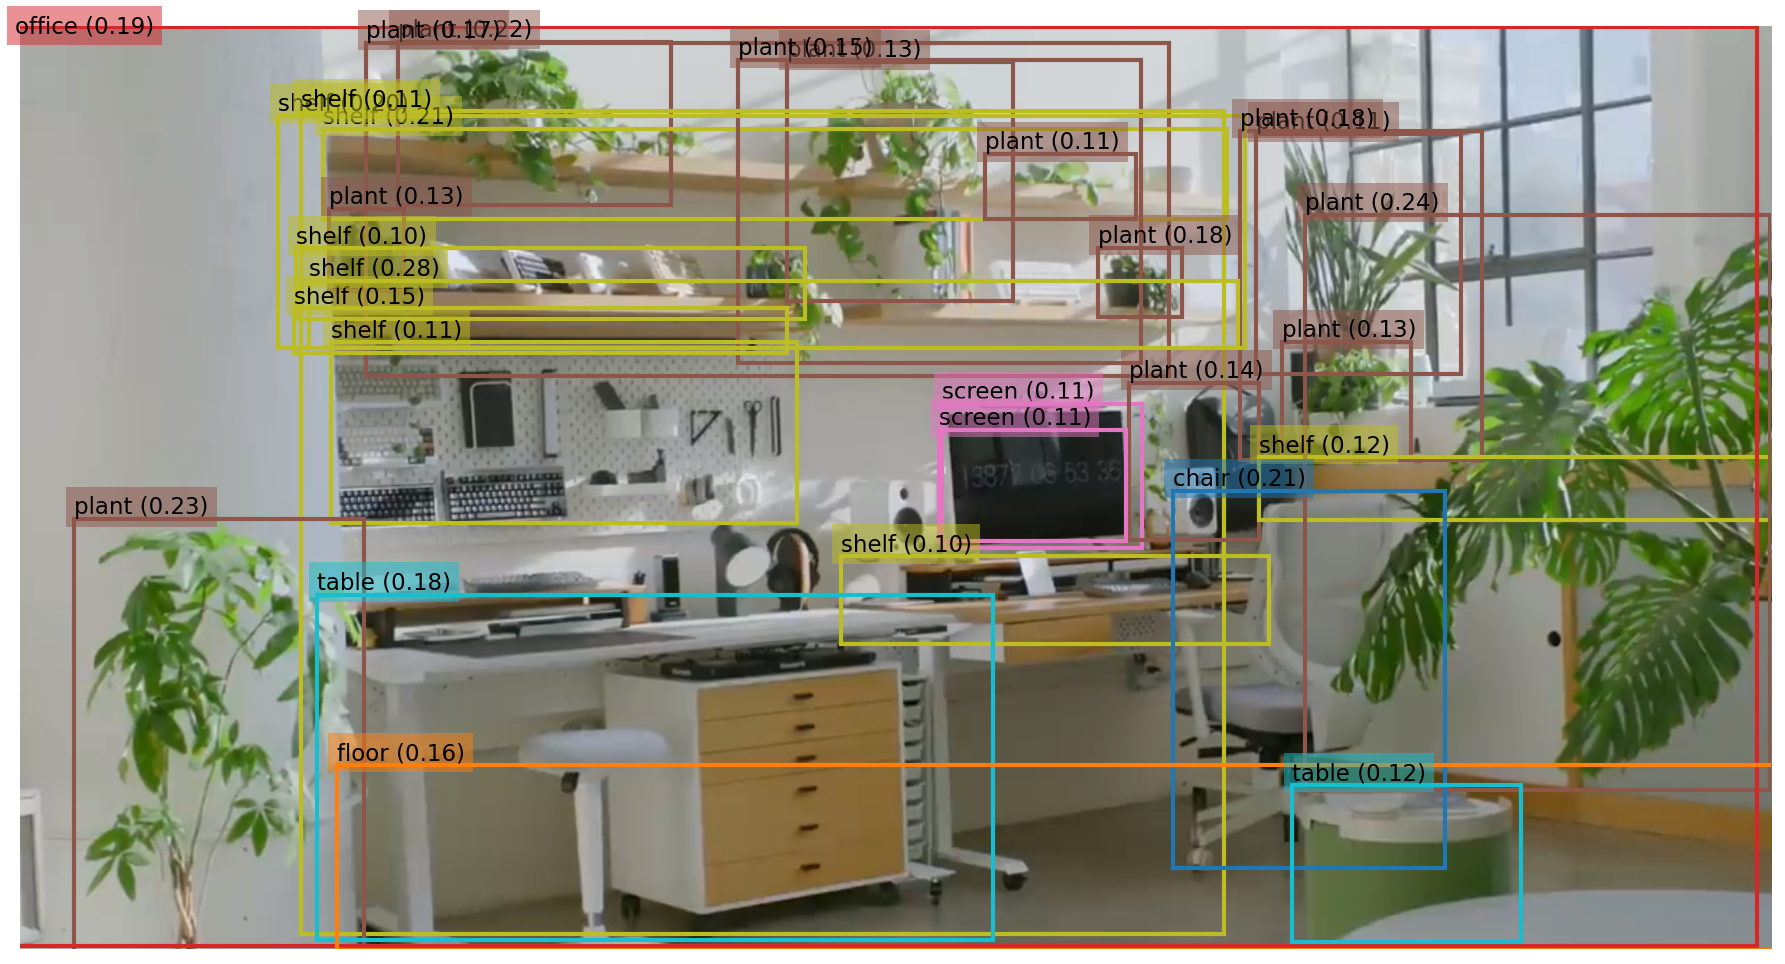 office (0.19)
plant (0.17)
plant (0.22)
plant (0.15)
plant (0.13)
shelf (0.11)
shelf (0.21)
plant (0.18)
plant (0.11)
plant (0.13)
plant (0.24)
shelf (0.10)
plant (0.18)
shelf (0.28)
shelf (0.15)
shelf (0.11)
plant (0.13)
plant (0.14)
screen (0.11)
screen (0.11)
shelf (0.12)
chair (0.21)
plant (0.23)
shelf (0.10)
table (0.18)
floor (0.16)
table (0.12)